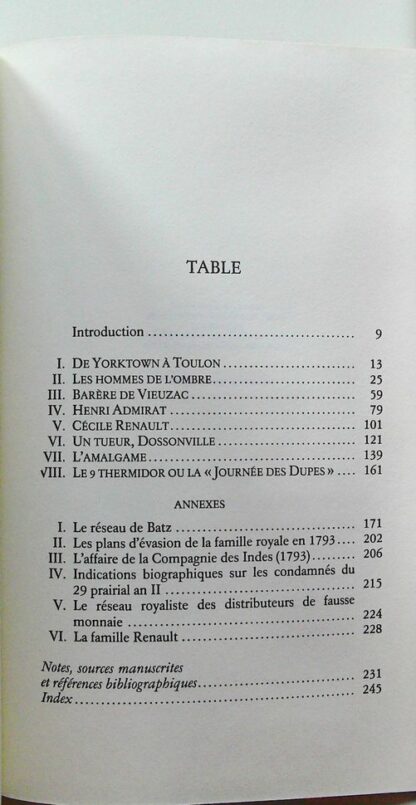 TABLE
Introduction .......... 9
I. DE YORKTOWN À TOULON .......... 13
II. LES HOMMES DE L'OMBRE .......... 25
III. BARÈRE DE VIEUZAC .......... 59
IV. HENRI ADMIRAT .......... 79
V. CÉCILE RENAULT .......... 101
VI. UN TUEUR, DOSSONVILLE .......... 121
VII. L'AMALGAME .......... 139
VIII. LE 9 THERMIDOR OU LA « JOURNÉE DES DUPES » .... 161
ANNEXES
I. Le réseau de Batz .......... 171
II. Les plans d'évasion de la famille royale en 1793 .... 202
III. L'affaire de la Compagnie des Indes (1793) .......... 206
IV. Indications biographiques sur les condamnés du
29 prairial an II .......... 215
V. Le réseau royaliste des distributeurs de fausse
monnaie .......... 224
VI. La famille Renault .......... 228
Notes, sources manuscrites
et références bibliographiques .......... 231
Index .......... 245